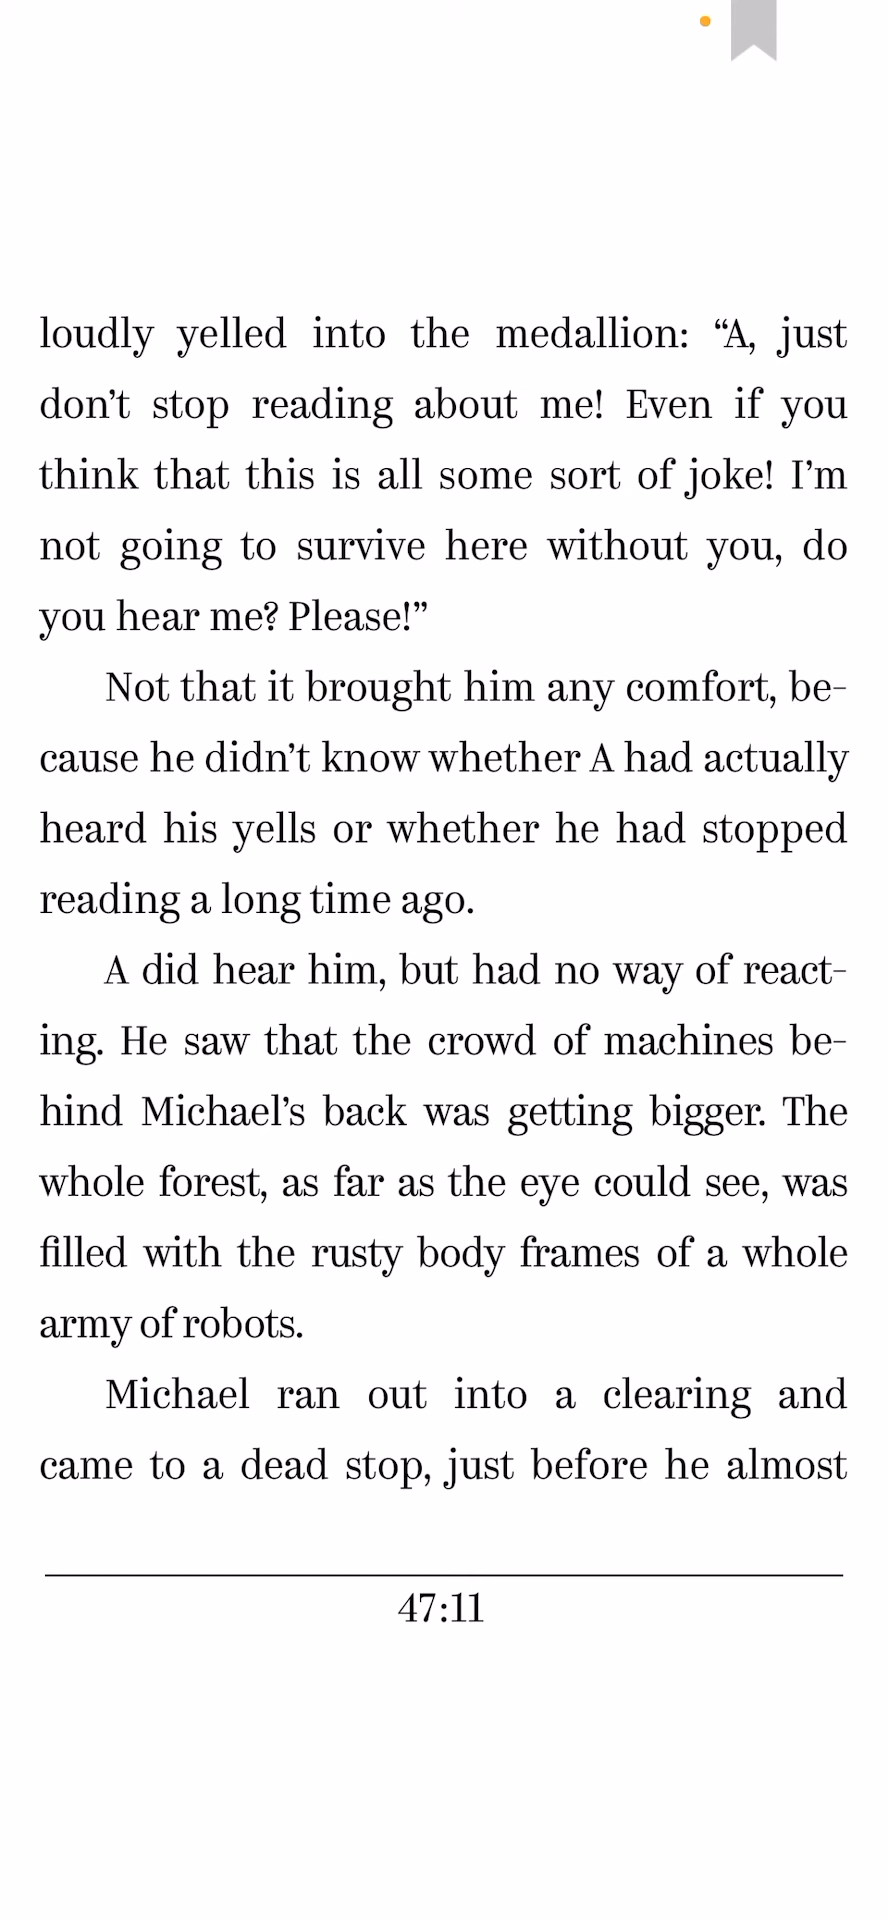 loudly yelled into the medallion: “A, just
don’t stop reading about me! Even if you
think that this is all some sort of joke! I’m
not going to survive here without you, do
you hear me? Please!”
Not that it brought him any comfort, be-
cause he didn’t know whether A had actually
heard his yells or whether he had stopped
reading a long time ago.
A did hear him, but had no way of react-
ing. He saw that the crowd of machines be-
hind Michael’s back was getting bigger. The
whole forest, as far as the eye could see, was
filled with the rusty body frames of a whole
army of robots.
Michael ran out into a clearing and
came to a dead stop, just before he almost
47:11